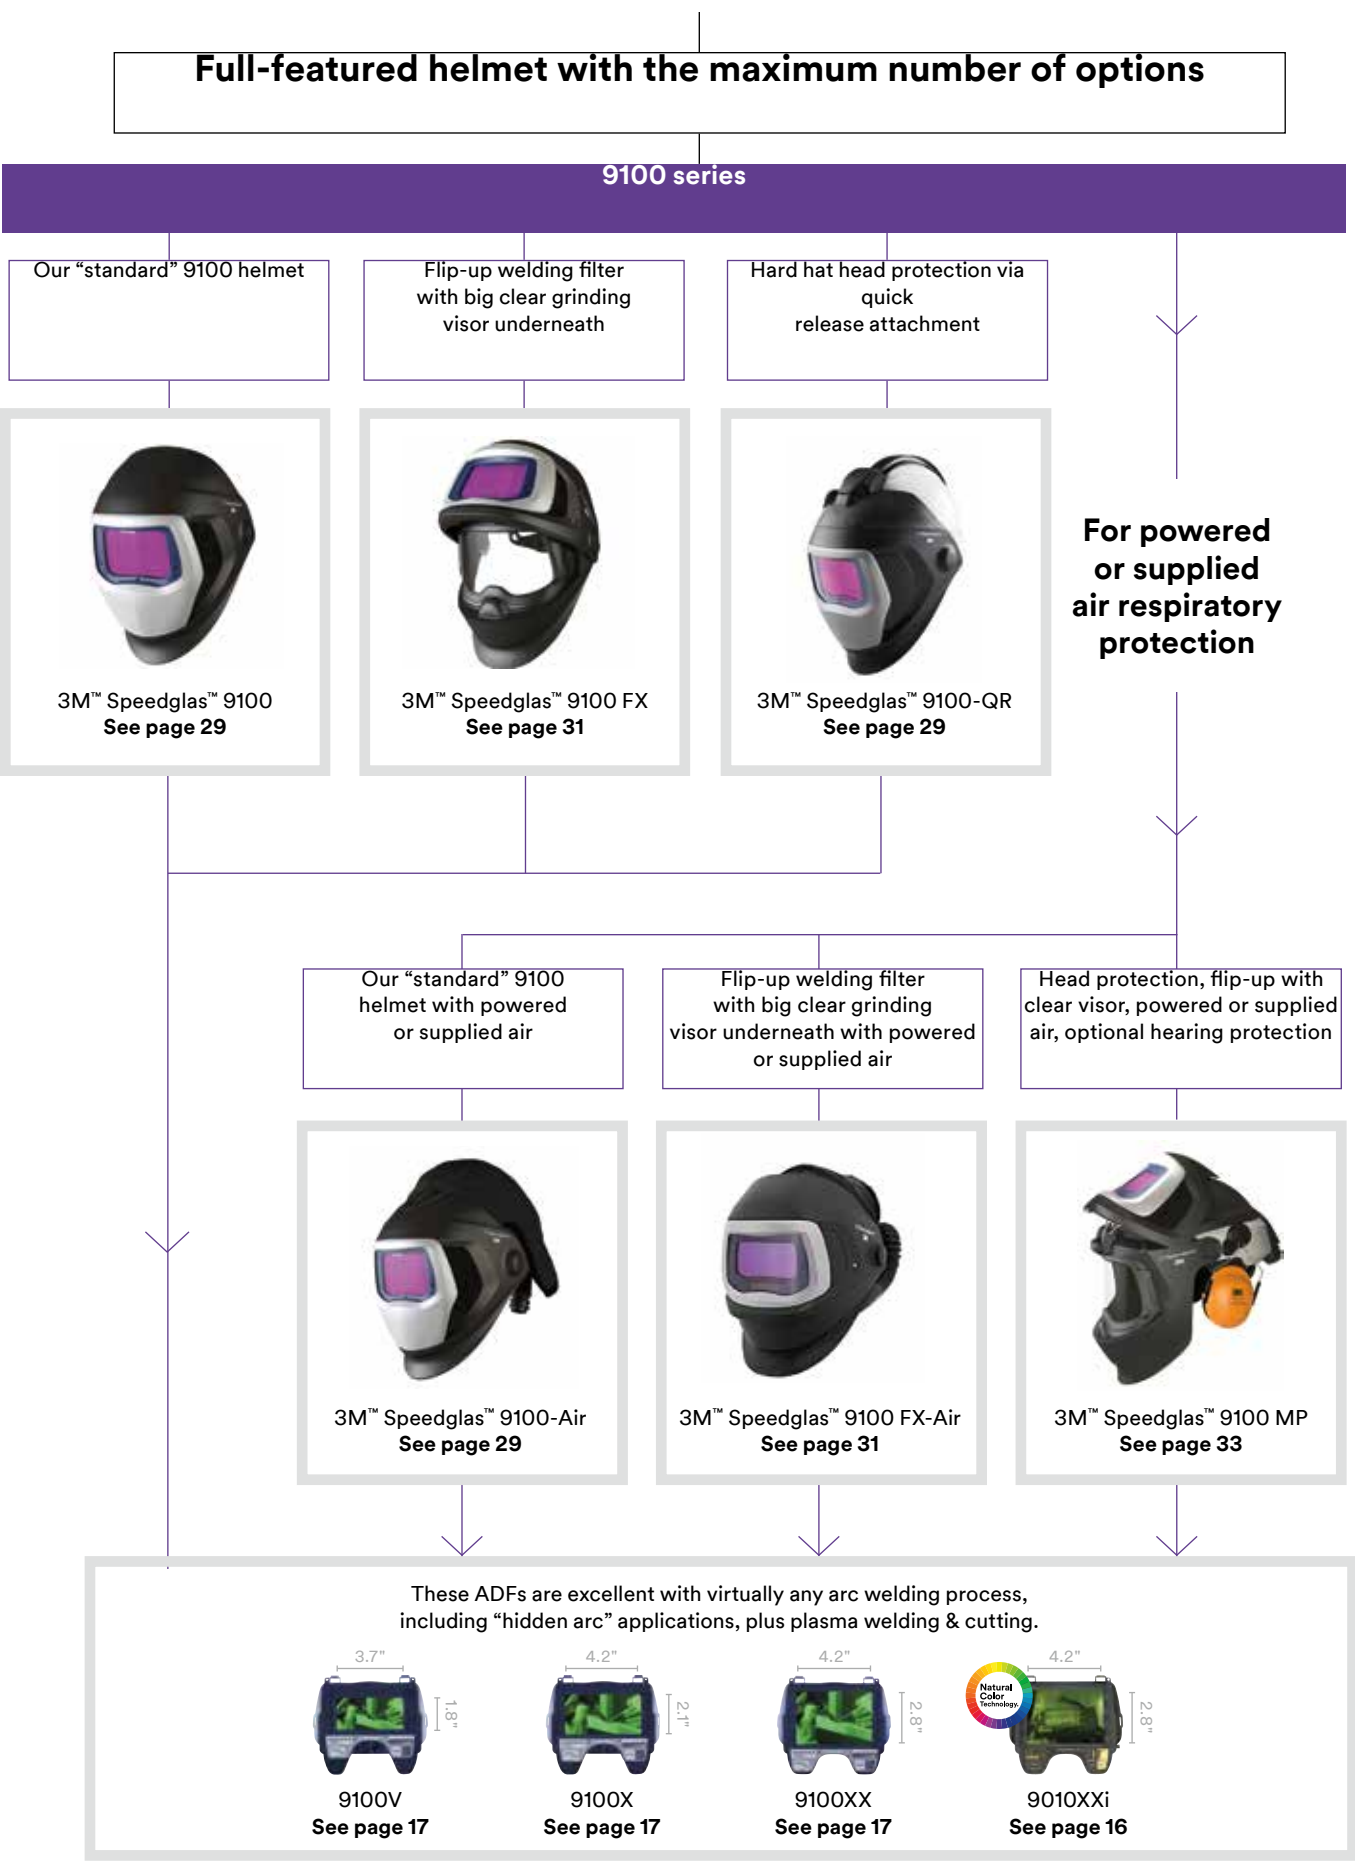 Full-featured helmet with the maximum number of options
9100 series
Our “standard” 9100 helmet
Flip-up welding filter
with big clear grinding
visor underneath
Hard hat head protection via
quick
release attachment
3M™ Speedglas™ 9100
See page 29
3M™ Speedglas™ 9100 FX
See page 31
3M™ Speedglas™ 9100-QR
See page 29
For powered
or supplied
air respiratory
protection
Our “standard” 9100
helmet with powered
or supplied air
Flip-up welding filter
with big clear grinding
visor underneath with powered
or supplied air
Head protection, flip-up with
clear visor, powered or supplied
air, optional hearing protection
3M™ Speedglas™ 9100-Air
See page 29
3M™ Speedglas™ 9100 FX-Air
See page 31
3M™ Speedglas™ 9100 MP
See page 33
These ADFs are excellent with virtually any arc welding process,
including “hidden arc” applications, plus plasma welding & cutting.
3.7”
1.8”
9100V
See page 17
4.2”
2.1”
9100X
See page 17
4.2”
2.8”
9100XX
See page 17
Natural
Color
Technology.
4.2”
2.8”
9010XXi
See page 16